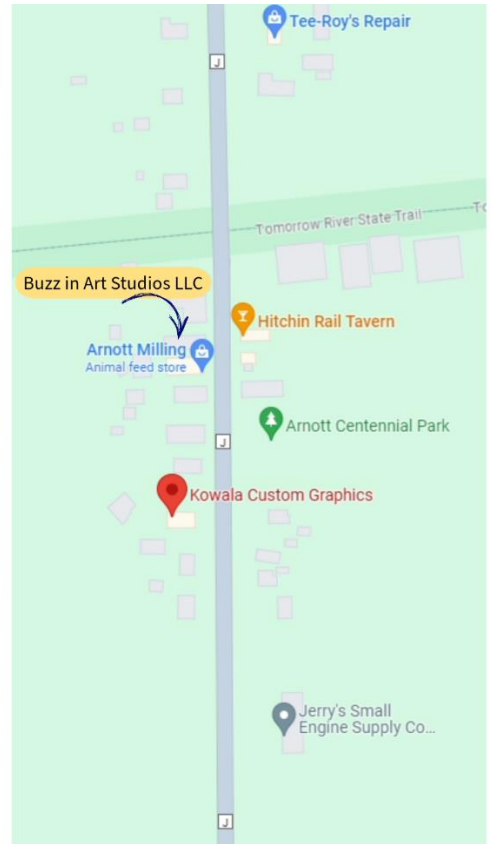 Tee-Roy's Repair
J
Tomorrow River State Trail
To
Buzz in Art Studios LLC
Hitchin Rail Tavern
Arnott Milling
Animal feed store
Arnott Centennial Park
J
Kowala Custom Graphics
Jerry's Small
Engine Supply Co...
J